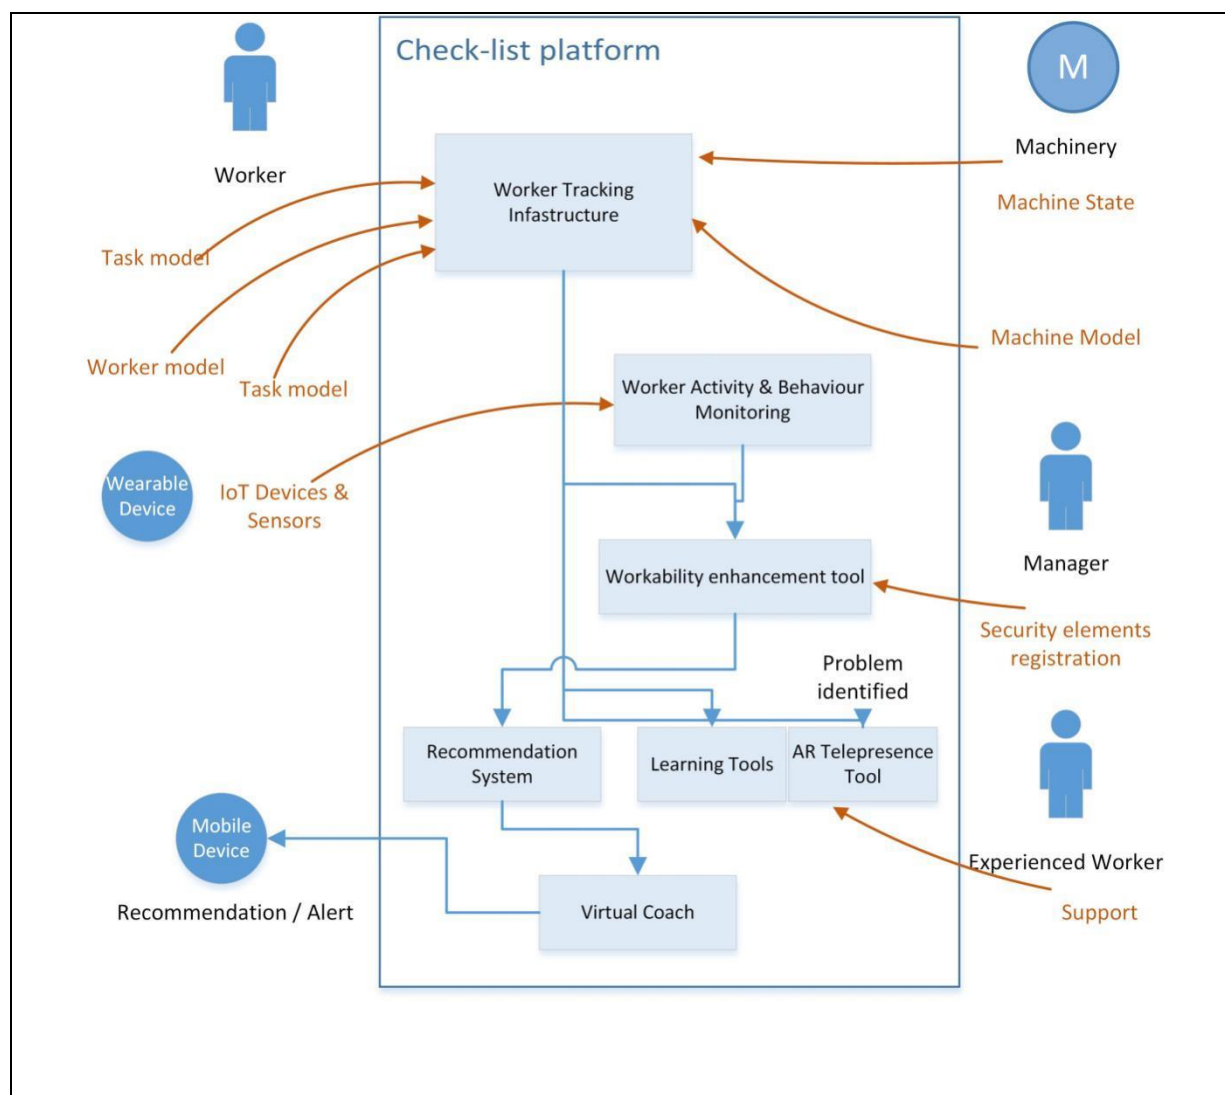 Check-list platform
M
Worker
Machinery
Worker Tracking
Infastructure
Machine State
Task model
Worker model
Task model
Machine Model
Worker Activity & Behaviour
Monitoring
Wearable
Device
IoT Devices &
Sensors
Manager
Workability enhancement tool
Security elements
registration
Problem
identified
Recommendation
System
Learning Tools
AR Telepresence
Tool
Mobile
Device
Experienced Worker
Recommendation / Alert
Virtual Coach
Support